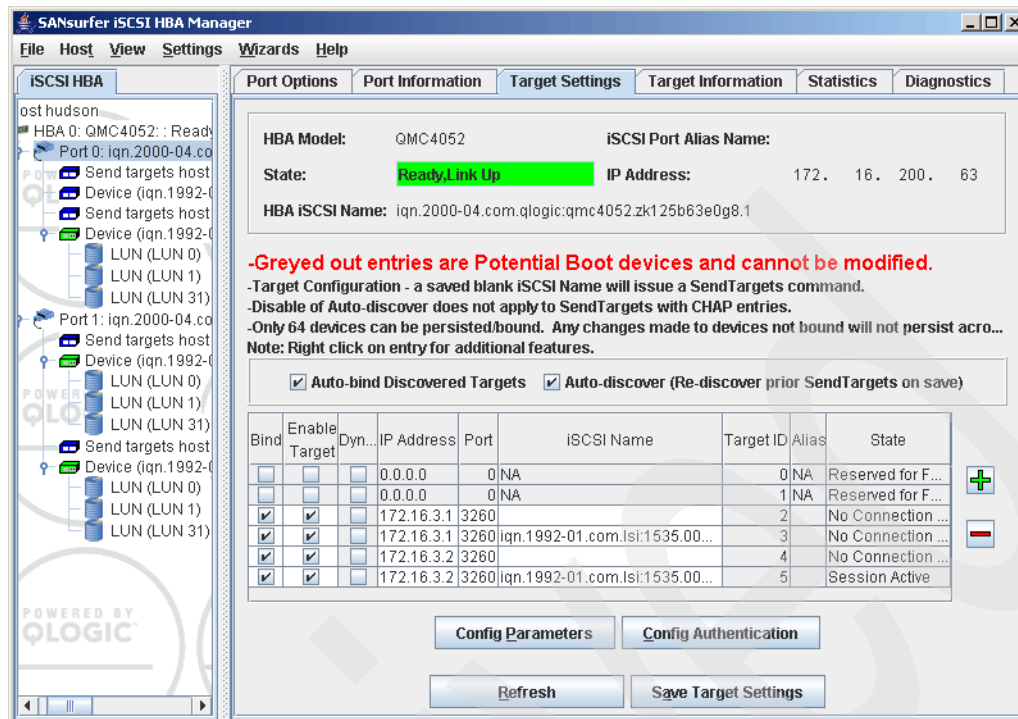 SANsurfer iSCSI HBA Manager
File Host View Settings Wizards Help
iSCSI HBA
ost hudson
HBA 0: QMC4052: : Ready
Port 0: iqn.2000-04.co
Send targets host
Device (iqn.1992-0
Send targets host
Device (iqn.1992-0
LUN (LUN 0)
LUN (LUN 1)
LUN (LUN 31)
Port 1: iqn.2000-04.co
Send targets host
Device (iqn.1992-0
LUN (LUN 0)
LUN (LUN 1)
LUN (LUN 31)
Send targets host
Device (iqn.1992-0
LUN (LUN 0)
LUN (LUN 1)
LUN (LUN 31)
POWERED BY
QLOGIC
Port Options Port Information Target Settings Target Information Statistics Diagnostics
HBA Model: QMC4052 iSCSI Port Alias Name:
State: Ready,Link Up IP Address: 172. 16. 200. 63
HBA iSCSI Name: iqn.2000-04.com.qlogic:qmc4052.zk125b63e0g8.1
-Greyed out entries are Potential Boot devices and cannot be modified.
-Target Configuration - a saved blank iSCSI Name will issue a SendTargets command.
-Disable of Auto-discover does not apply to SendTargets with CHAP entries.
-Only 64 devices can be persisted/bound. Any changes made to devices not bound will not persist acro...
Note: Right click on entry for additional features.
Auto-bind Discovered Targets Auto-discover (Re-discover prior SendTargets on save)
Bind Enable Target Dyn... IP Address Port iSCSI Name Target ID Alias State
0.0.0.0 0 NA 0 NA Reserved for F...
0.0.0.0 0 NA 1 NA Reserved for F...
172.16.3.1 3260 2 No Connection ...
172.16.3.1 3260 iqn.1992-01.com.lsi:1535.00... 3 No Connection ...
172.16.3.2 3260 4 No Connection ...
172.16.3.2 3260 iqn.1992-01.com.lsi:1535.00... 5 Session Active
Config Parameters Config Authentication
Refresh Save Target Settings